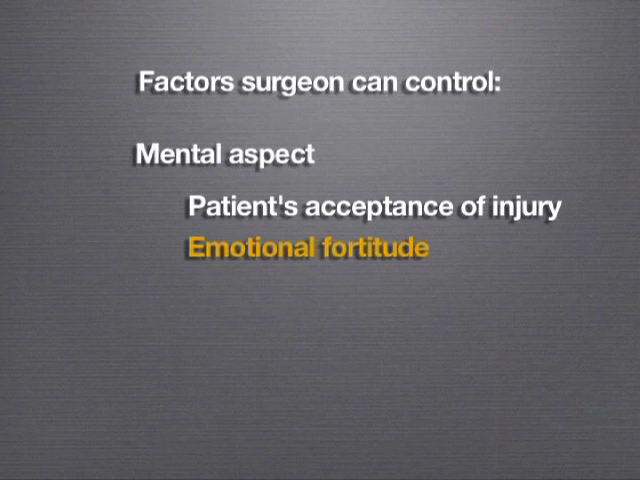 Factors surgeon can control:
Mental aspect
Patient's acceptance of injury
Emotional fortitude